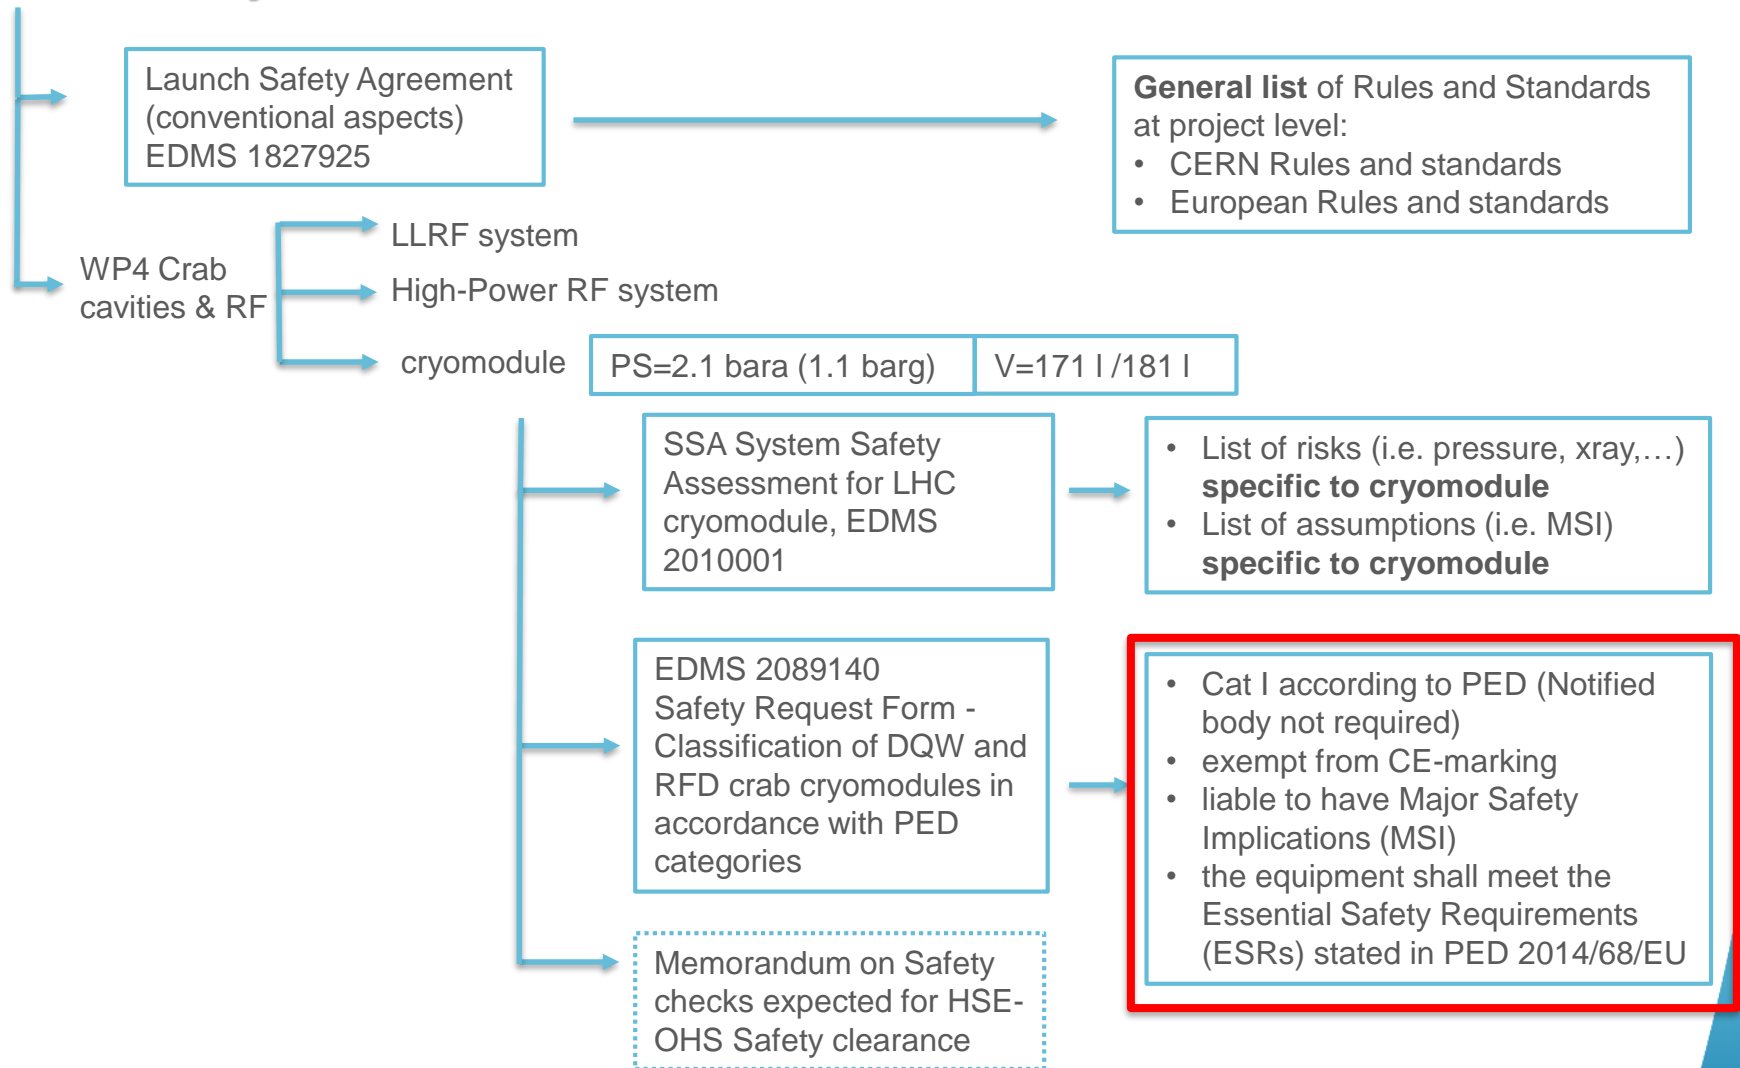 Launch Safety Agreement
(conventional aspects)
EDMS 1827925
General list of Rules and Standards
at project level:
• CERN Rules and standards
• European Rules and standards
WP4 Crab
cavities & RF
LLRF system
High-Power RF system
cryomodule
PS=2.1 bara (1.1 barg)
V=171 l /181 l
SSA System Safety
Assessment for LHC
cryomodule, EDMS
2010001
• List of risks (i.e. pressure, xray,…)
specific to cryomodule
• List of assumptions (i.e. MSI)
specific to cryomodule
EDMS 2089140
Safety Request Form -
Classification of DQW and
RFD crab cryomodules in
accordance with PED
categories
• Cat I according to PED (Notified
body not required)
• exempt from CE-marking
• liable to have Major Safety
Implications (MSI)
• the equipment shall meet the
Essential Safety Requirements
(ESRs) stated in PED 2014/68/EU
Memorandum on Safety
checks expected for HSE-
OHS Safety clearance